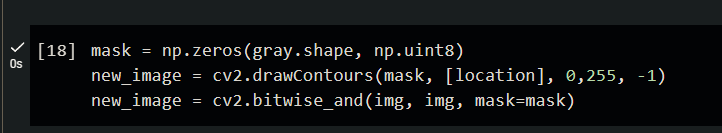 [18] mask = np.zeros(gray.shape, np.uint8)
new_image = cv2.drawContours(mask, [location], 0,255, -1)
0s
new_image = cv2.bitwise_and(img, img, mask=mask)